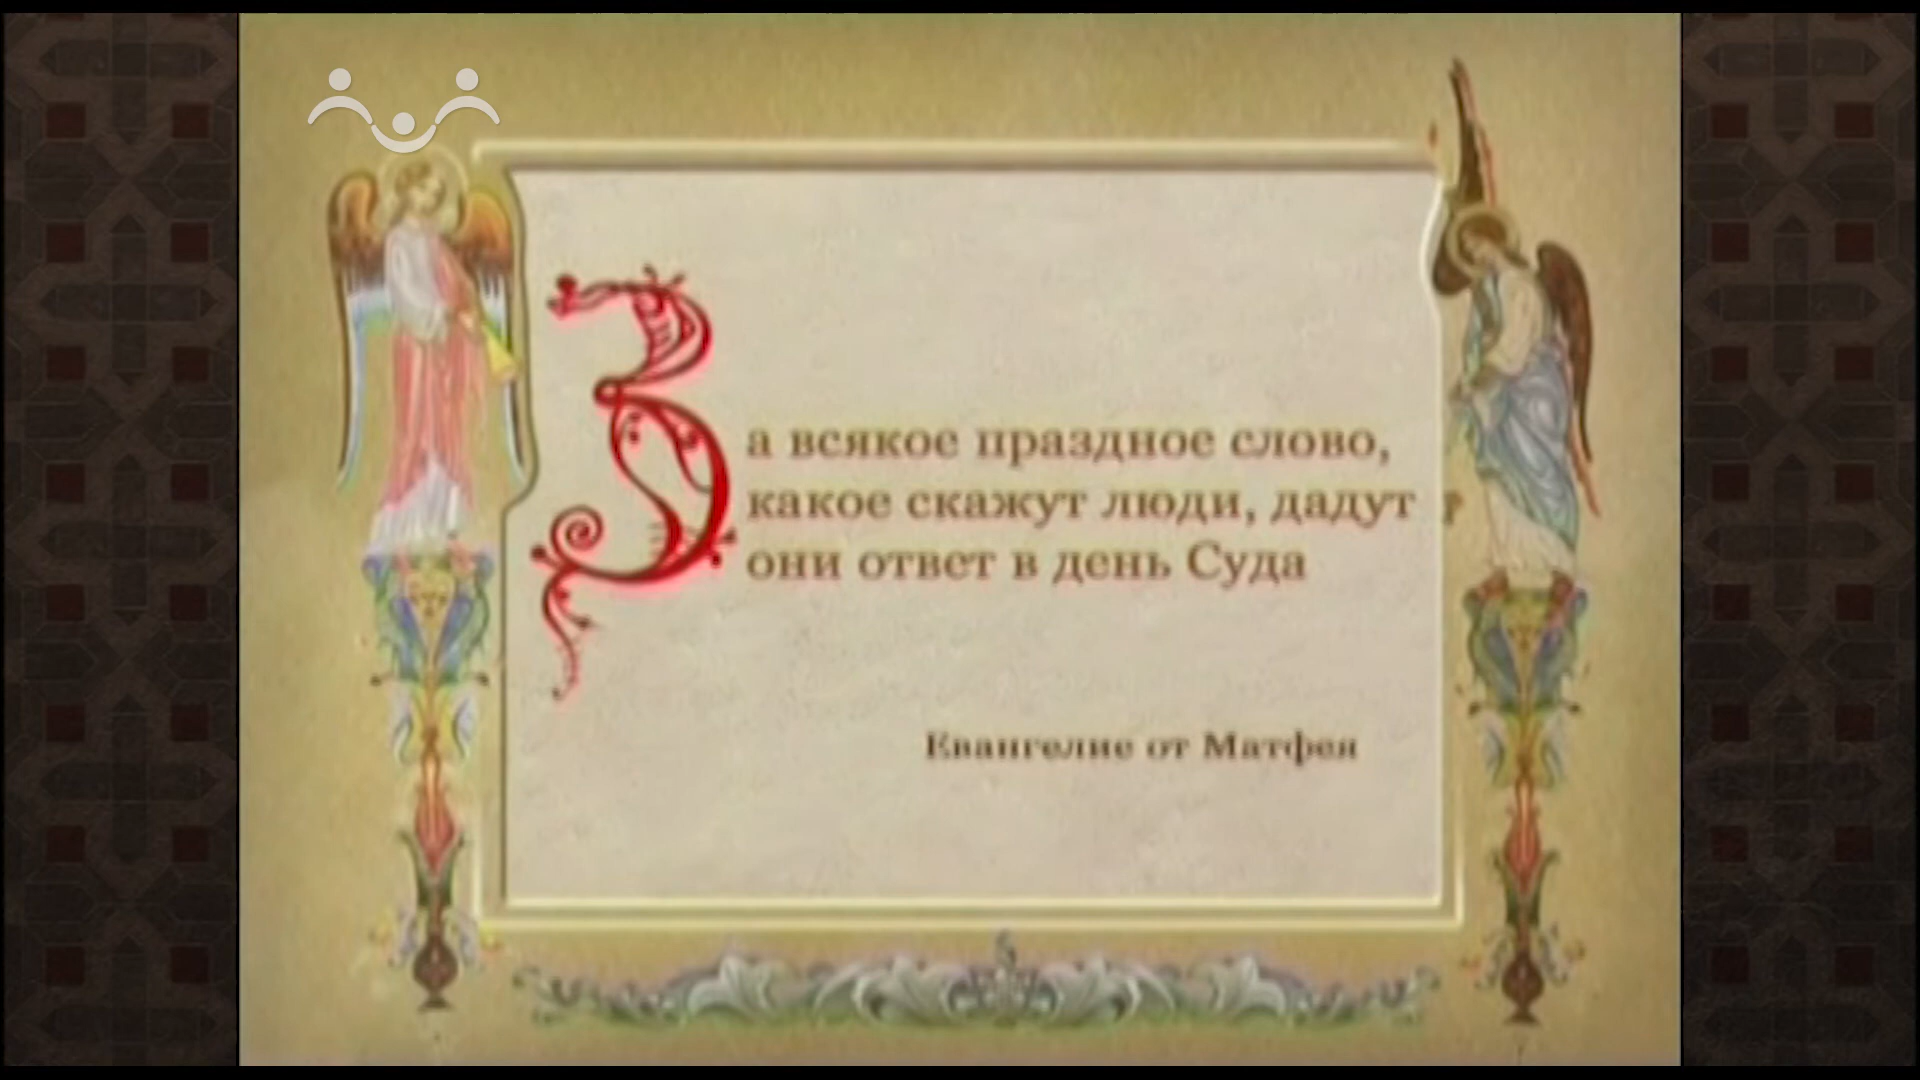 За всякое праздное слово,
какое скажут люди, дадут
они ответ в день Суда
Евангелие от Матфея